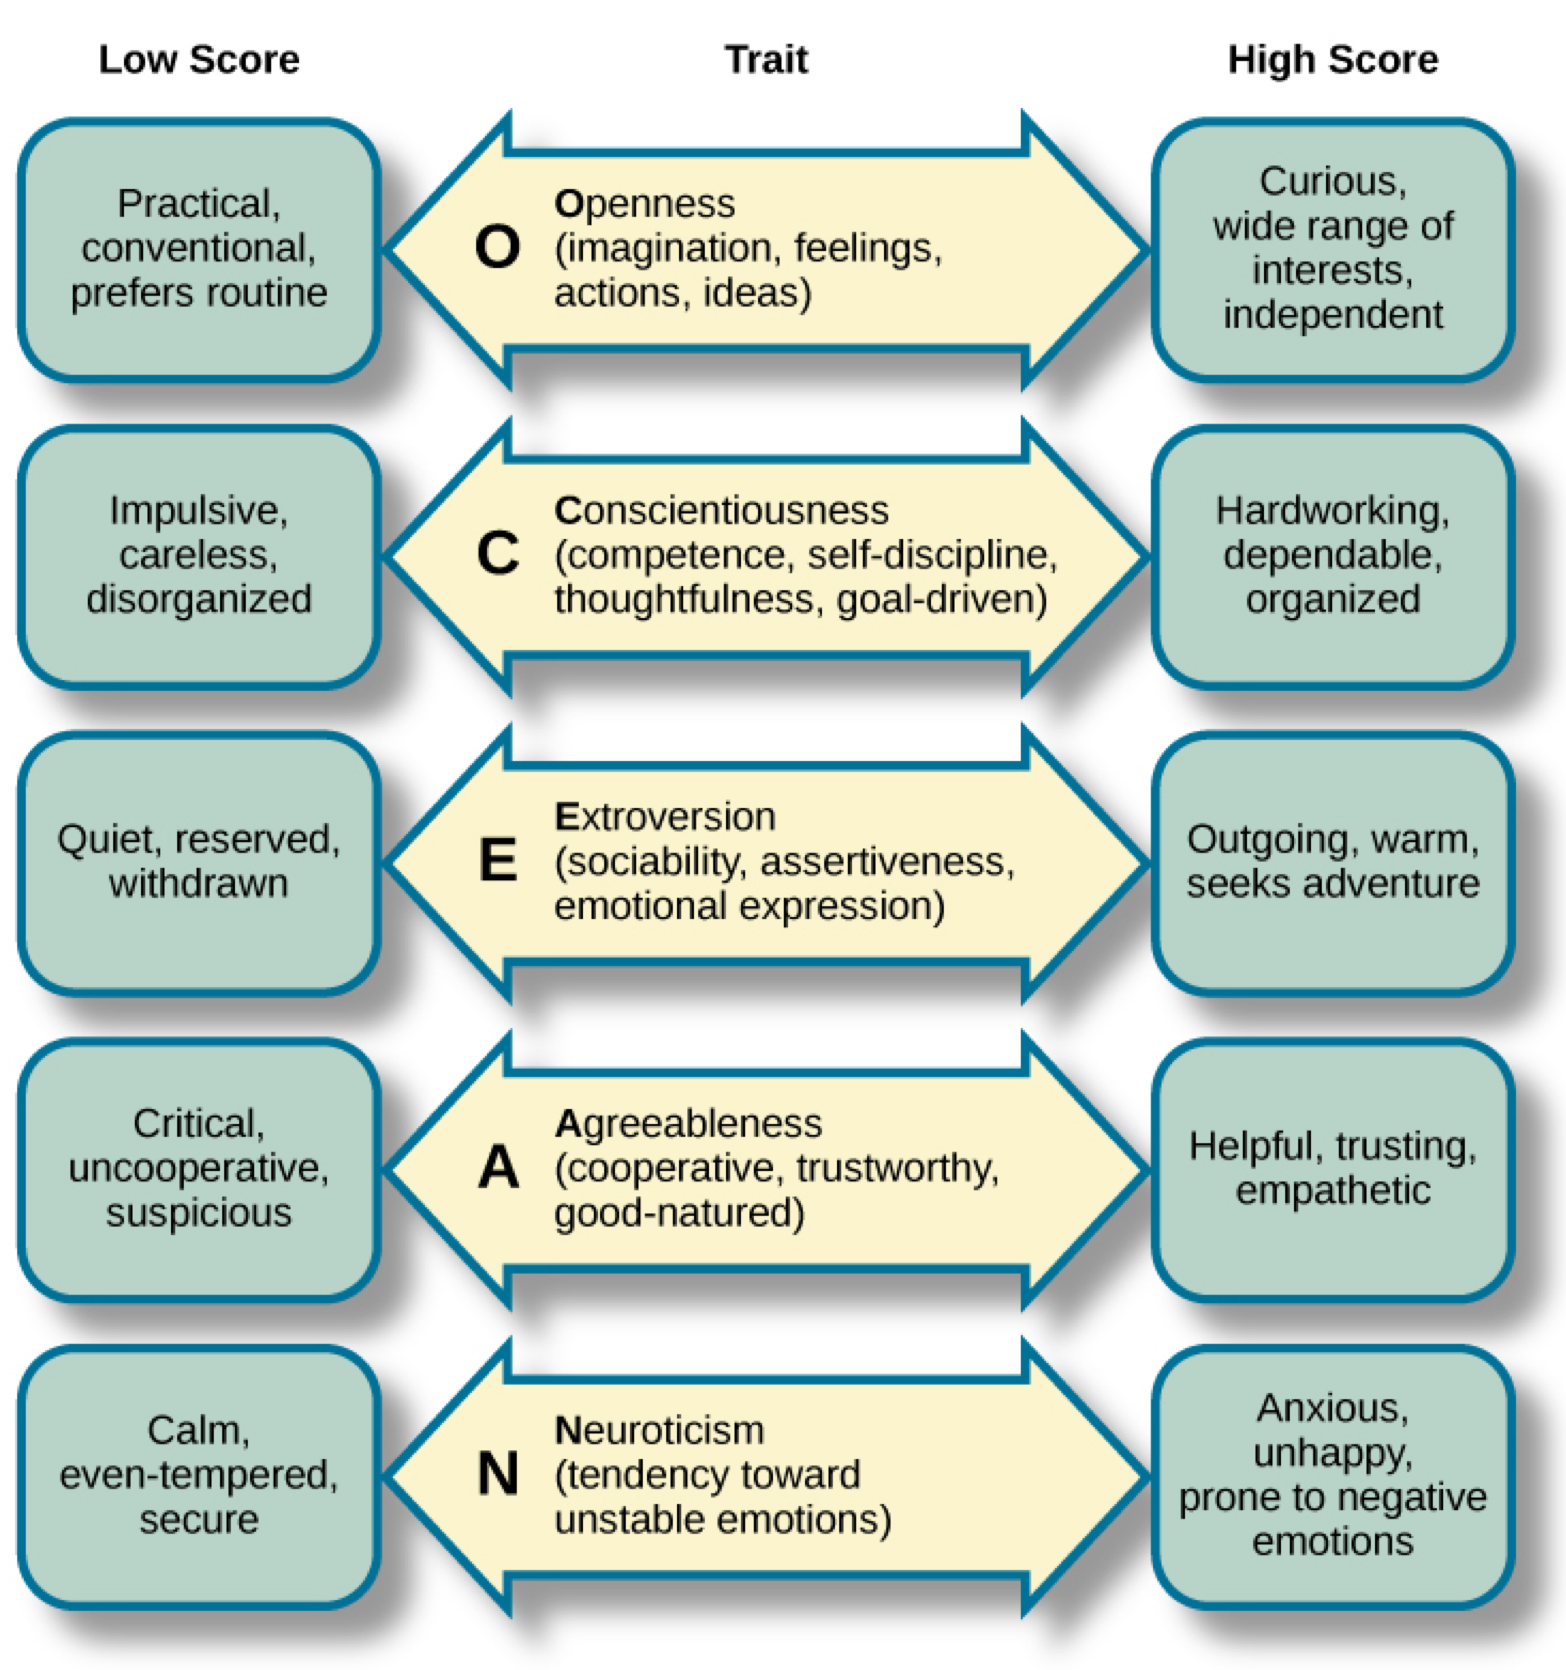 Low Score
Trait
High Score
Practical,
conventional,
prefers routine
O
Openness
(imagination, feelings,
actions, ideas)
Curious,
wide range of
interests,
independent
Impulsive,
careless,
disorganized
C
Conscientiousness
(competence, self-discipline,
thoughtfulness, goal-driven)
Hardworking,
dependable,
organized
Quiet, reserved,
withdrawn
E
Extroversion
(sociability, assertiveness,
emotional expression)
Outgoing, warm,
seeks adventure
Critical,
uncooperative,
suspicious
A
Agreeableness
(cooperative, trustworthy,
good-natured)
Helpful, trusting,
empathetic
Calm,
even-tempered,
secure
N
Neuroticism
(tendency toward
unstable emotions)
Anxious,
unhappy,
prone to negative
emotions